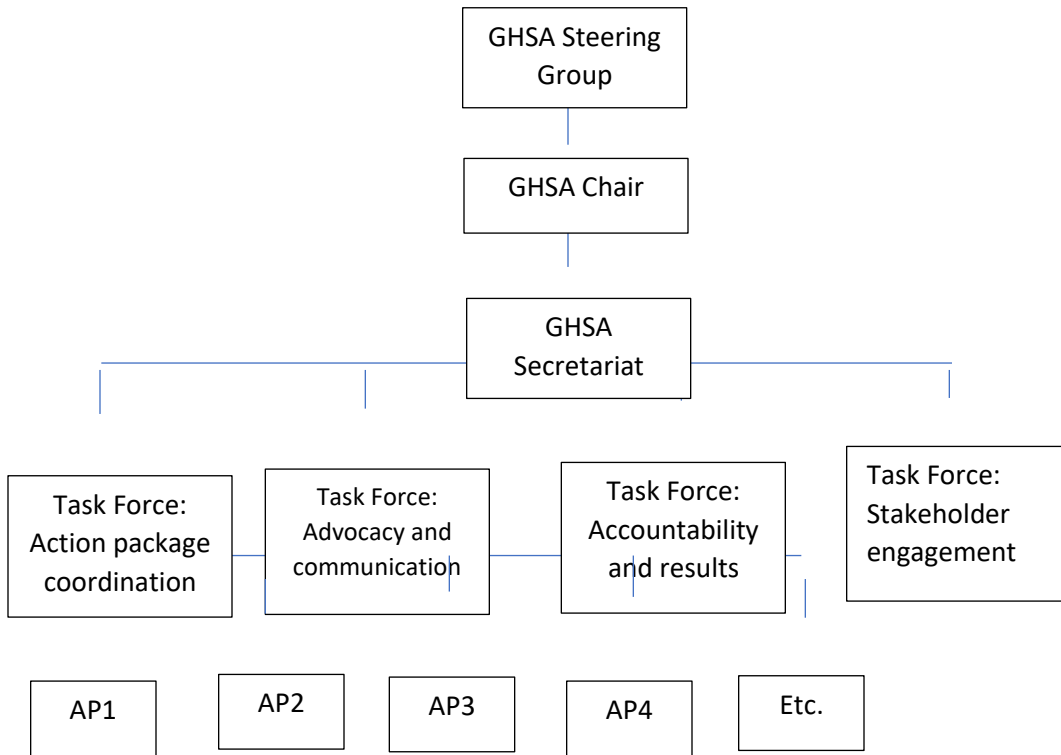 GHSA Steering
Group
GHSA Chair
GHSA
Secretariat
Task Force:
Action package
coordination
Task Force:
Advocacy and
communication
Task Force:
Accountability
and results
Task Force:
Stakeholder
engagement
AP1
AP2
AP3
AP4
Etc.